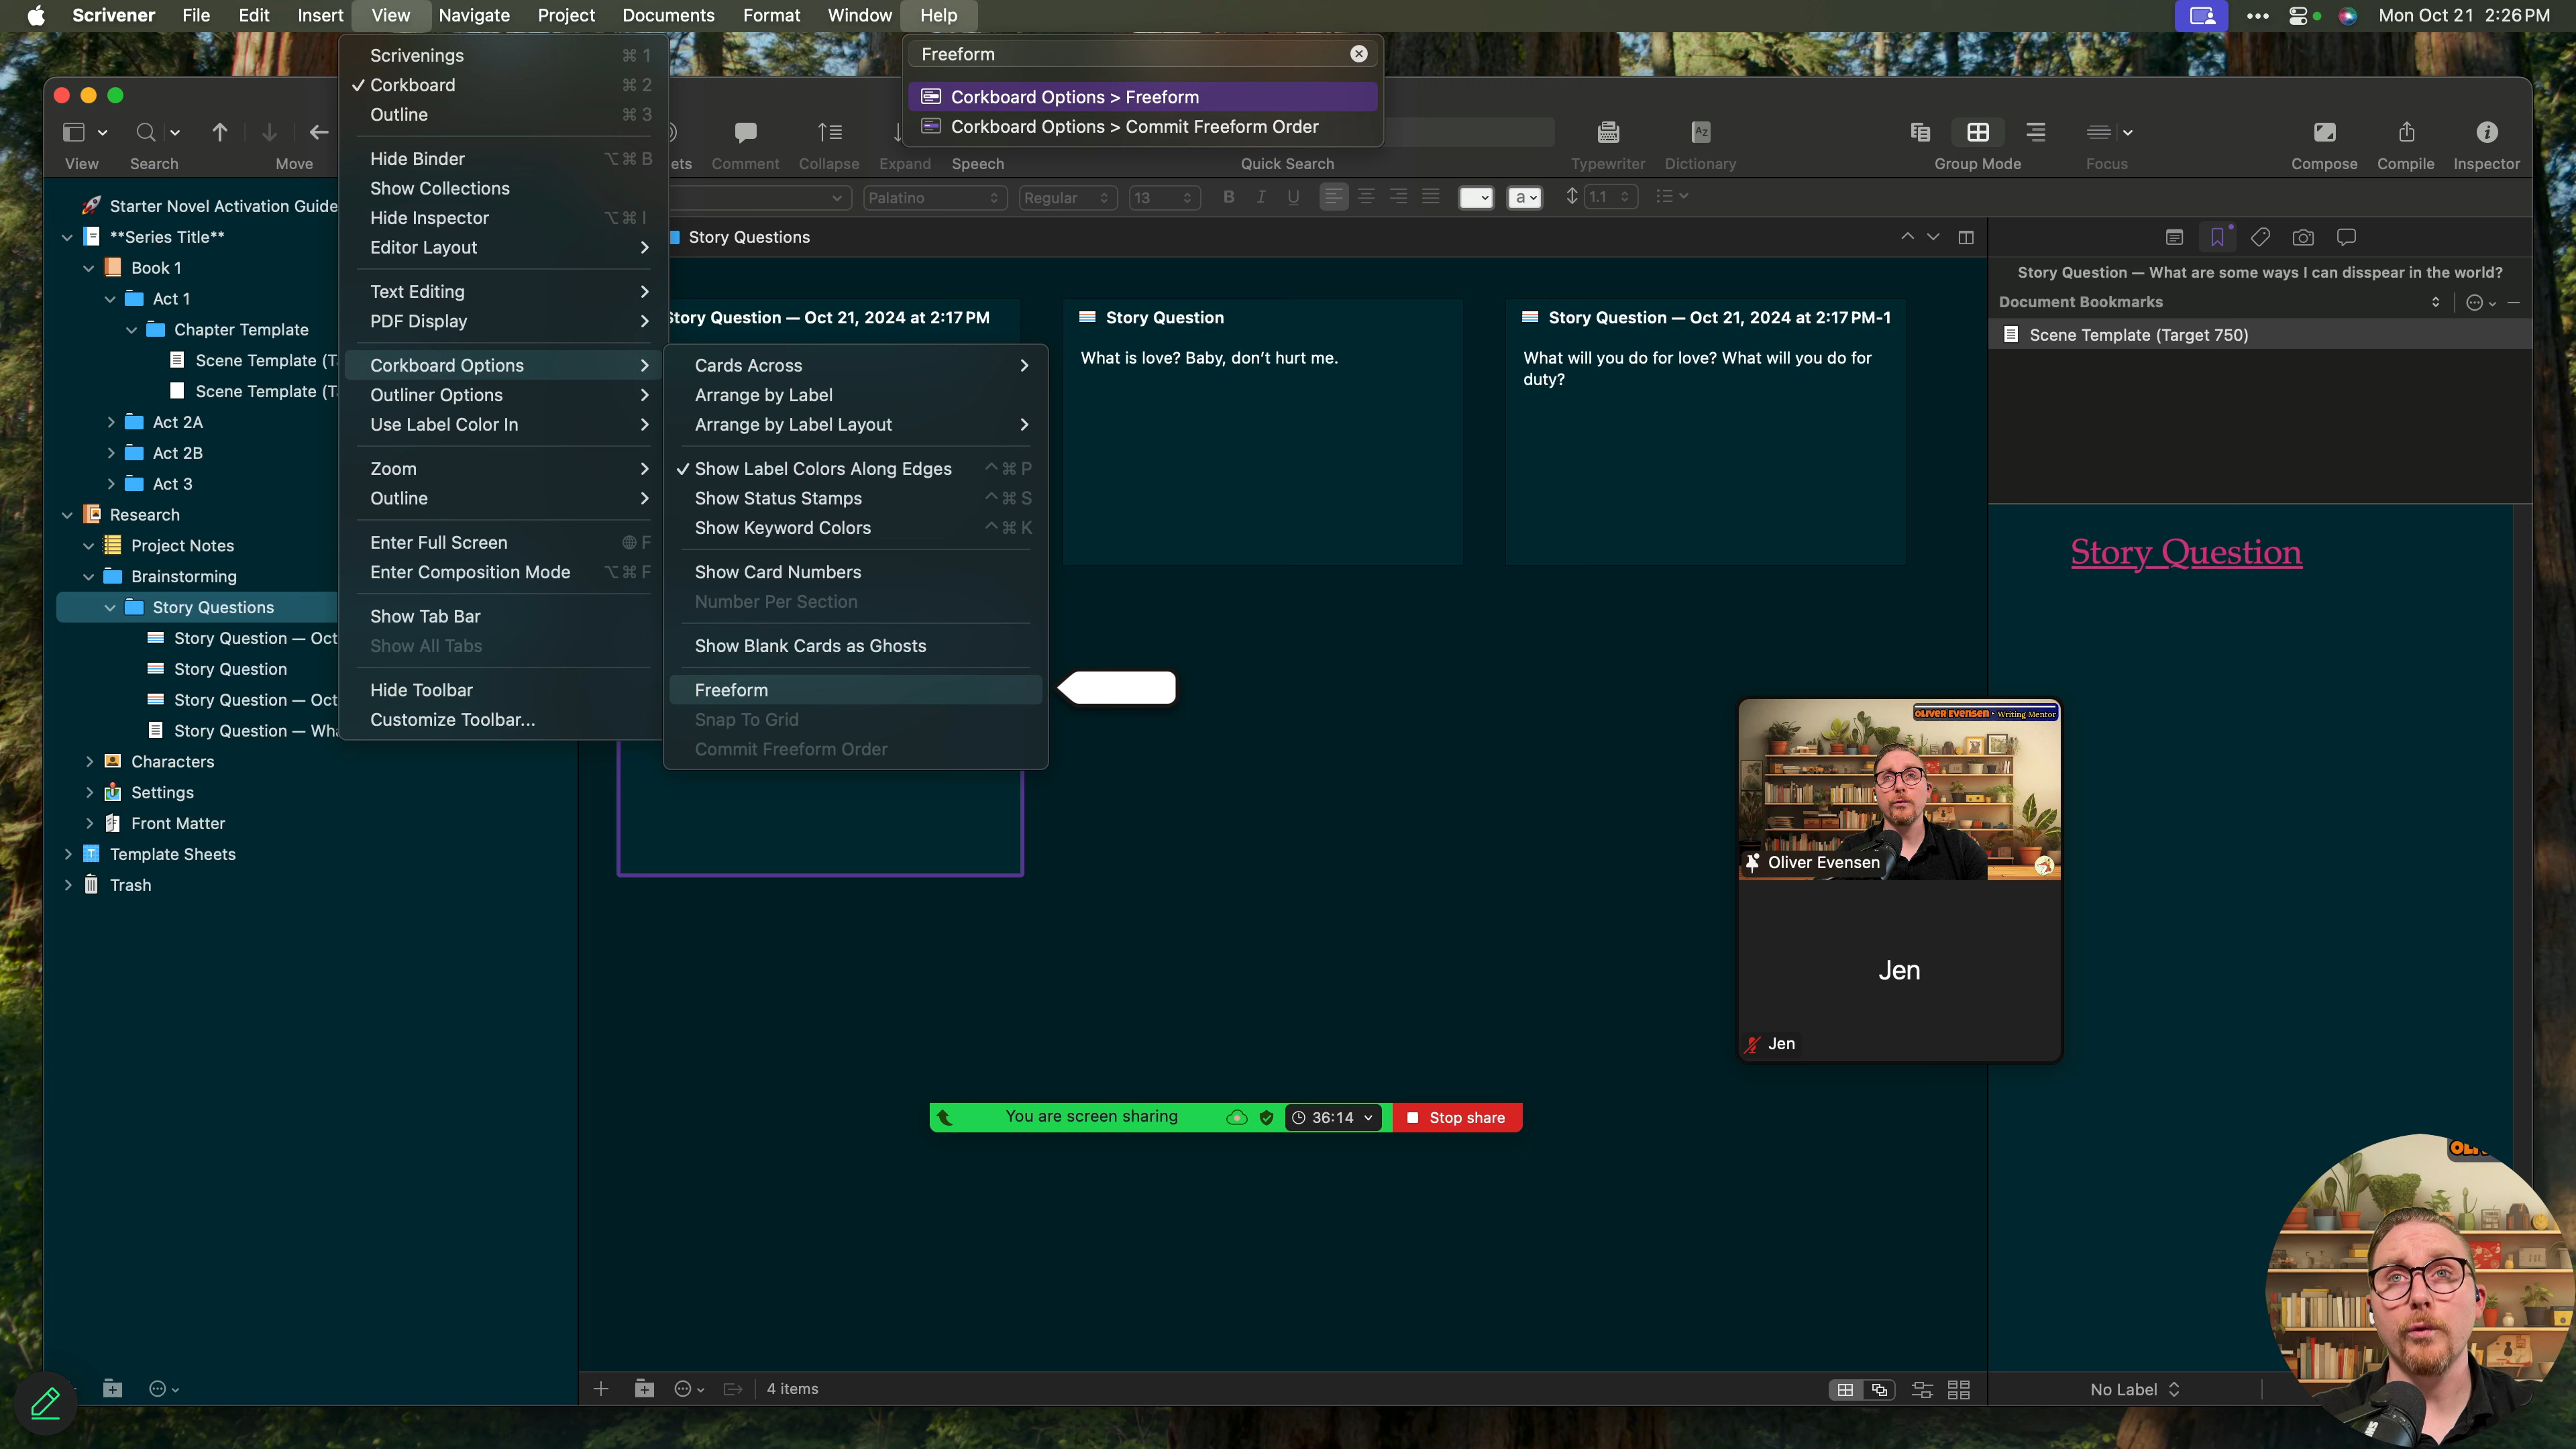 Scrivener File Edit Insert View Navigate Project Documents Format Window Help Mon Oct 21 2:26 PM
Freeform
Corkboard Options > Freeform
Corkboard Options > Commit Freeform Order
Scrivenings ⌘ 1
✓ Corkboard ⌘ 2
Outline ⌘ 3
Hide Binder ⌥⌘ B
Show Collections
Hide Inspector ⌥⌘ I
Editor Layout
Text Editing
PDF Display
Corkboard Options
Outliner Options
Use Label Color In
Zoom
Outline
Enter Full Screen F
Enter Composition Mode ⌥⌘ F
Show Tab Bar
Show All Tabs
Hide Toolbar
Customize Toolbar...
Cards Across
Arrange by Label
Arrange by Label Layout
✓ Show Label Colors Along Edges ^⌘ P
Show Status Stamps ^⌘ S
Show Keyword Colors ^⌘ K
Show Card Numbers
Number Per Section
Show Blank Cards as Ghosts
Freeform
Snap To Grid
Commit Freeform Order
View Search Move ets Comment Collapse Expand Speech Quick Search Typewriter Dictionary Group Mode Focus Compose Compile Inspector
Palatino Regular 13 B I U a 1.1
Starter Novel Activation Guide
**Series Title**
Book 1
Act 1
Chapter Template
Scene Template (T
Scene Template (T
Act 2A
Act 2B
Act 3
Research
Project Notes
Brainstorming
Story Questions
Story Question — Oct
Story Question
Story Question — Oct
Story Question — Wh
Characters
Settings
Front Matter
Template Sheets
Trash
Story Questions
Story Question — Oct 21, 2024 at 2:17 PM
Story Question
What is love? Baby, don't hurt me.
Story Question — Oct 21, 2024 at 2:17 PM-1
What will you do for love? What will you do for
duty?
Story Question — What are some ways I can disspear in the world?
Document Bookmarks
Scene Template (Target 750)
Story Question
OLIVER EVENSEN • Writing Mentor
Oliver Evensen
Jen
Jen
You are screen sharing 36:14 Stop share
4 items
No Label